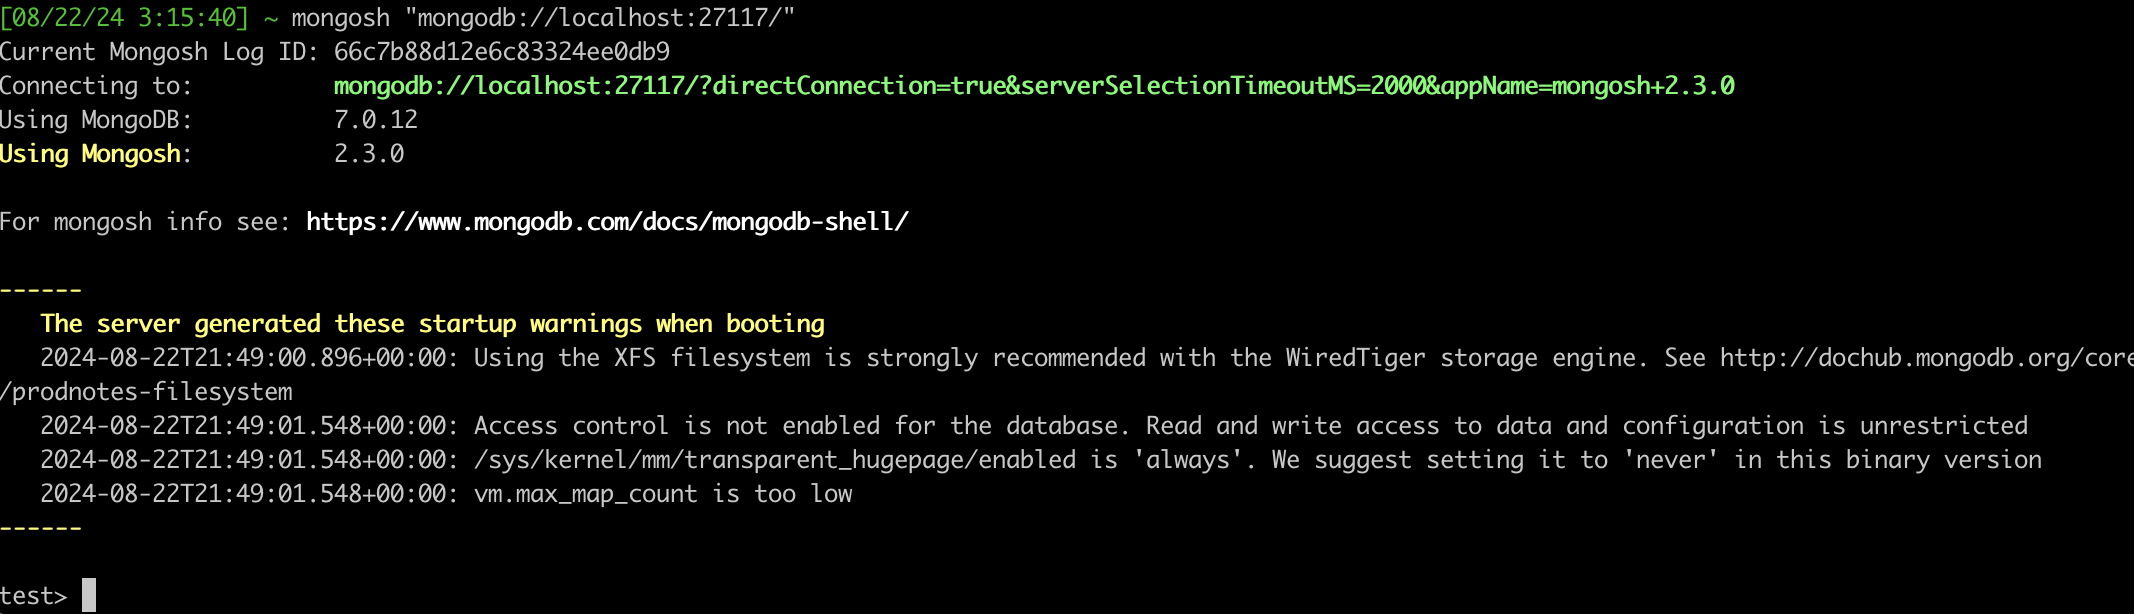 [08/22/24 3:15:40] ~ mongosh "mongodb://localhost:27117/"
Current Mongosh Log ID: 66c7b88d12e6c83324ee0db9
Connecting to:          mongodb://localhost:27117/?directConnection=true&serverSelectionTimeoutMS=2000&appName=mongosh+2.3.0
Using MongoDB:          7.0.12
Using Mongosh:          2.3.0
For mongosh info see: https://www.mongodb.com/docs/mongodb-shell/
------
   The server generated these startup warnings when booting
   2024-08-22T21:49:00.896+00:00: Using the XFS filesystem is strongly recommended with the WiredTiger storage engine. See http://dochub.mongodb.org/core
/prodnotes-filesystem
   2024-08-22T21:49:01.548+00:00: Access control is not enabled for the database. Read and write access to data and configuration is unrestricted
   2024-08-22T21:49:01.548+00:00: /sys/kernel/mm/transparent_hugepage/enabled is 'always'. We suggest setting it to 'never' in this binary version
   2024-08-22T21:49:01.548+00:00: vm.max_map_count is too low
------
test>